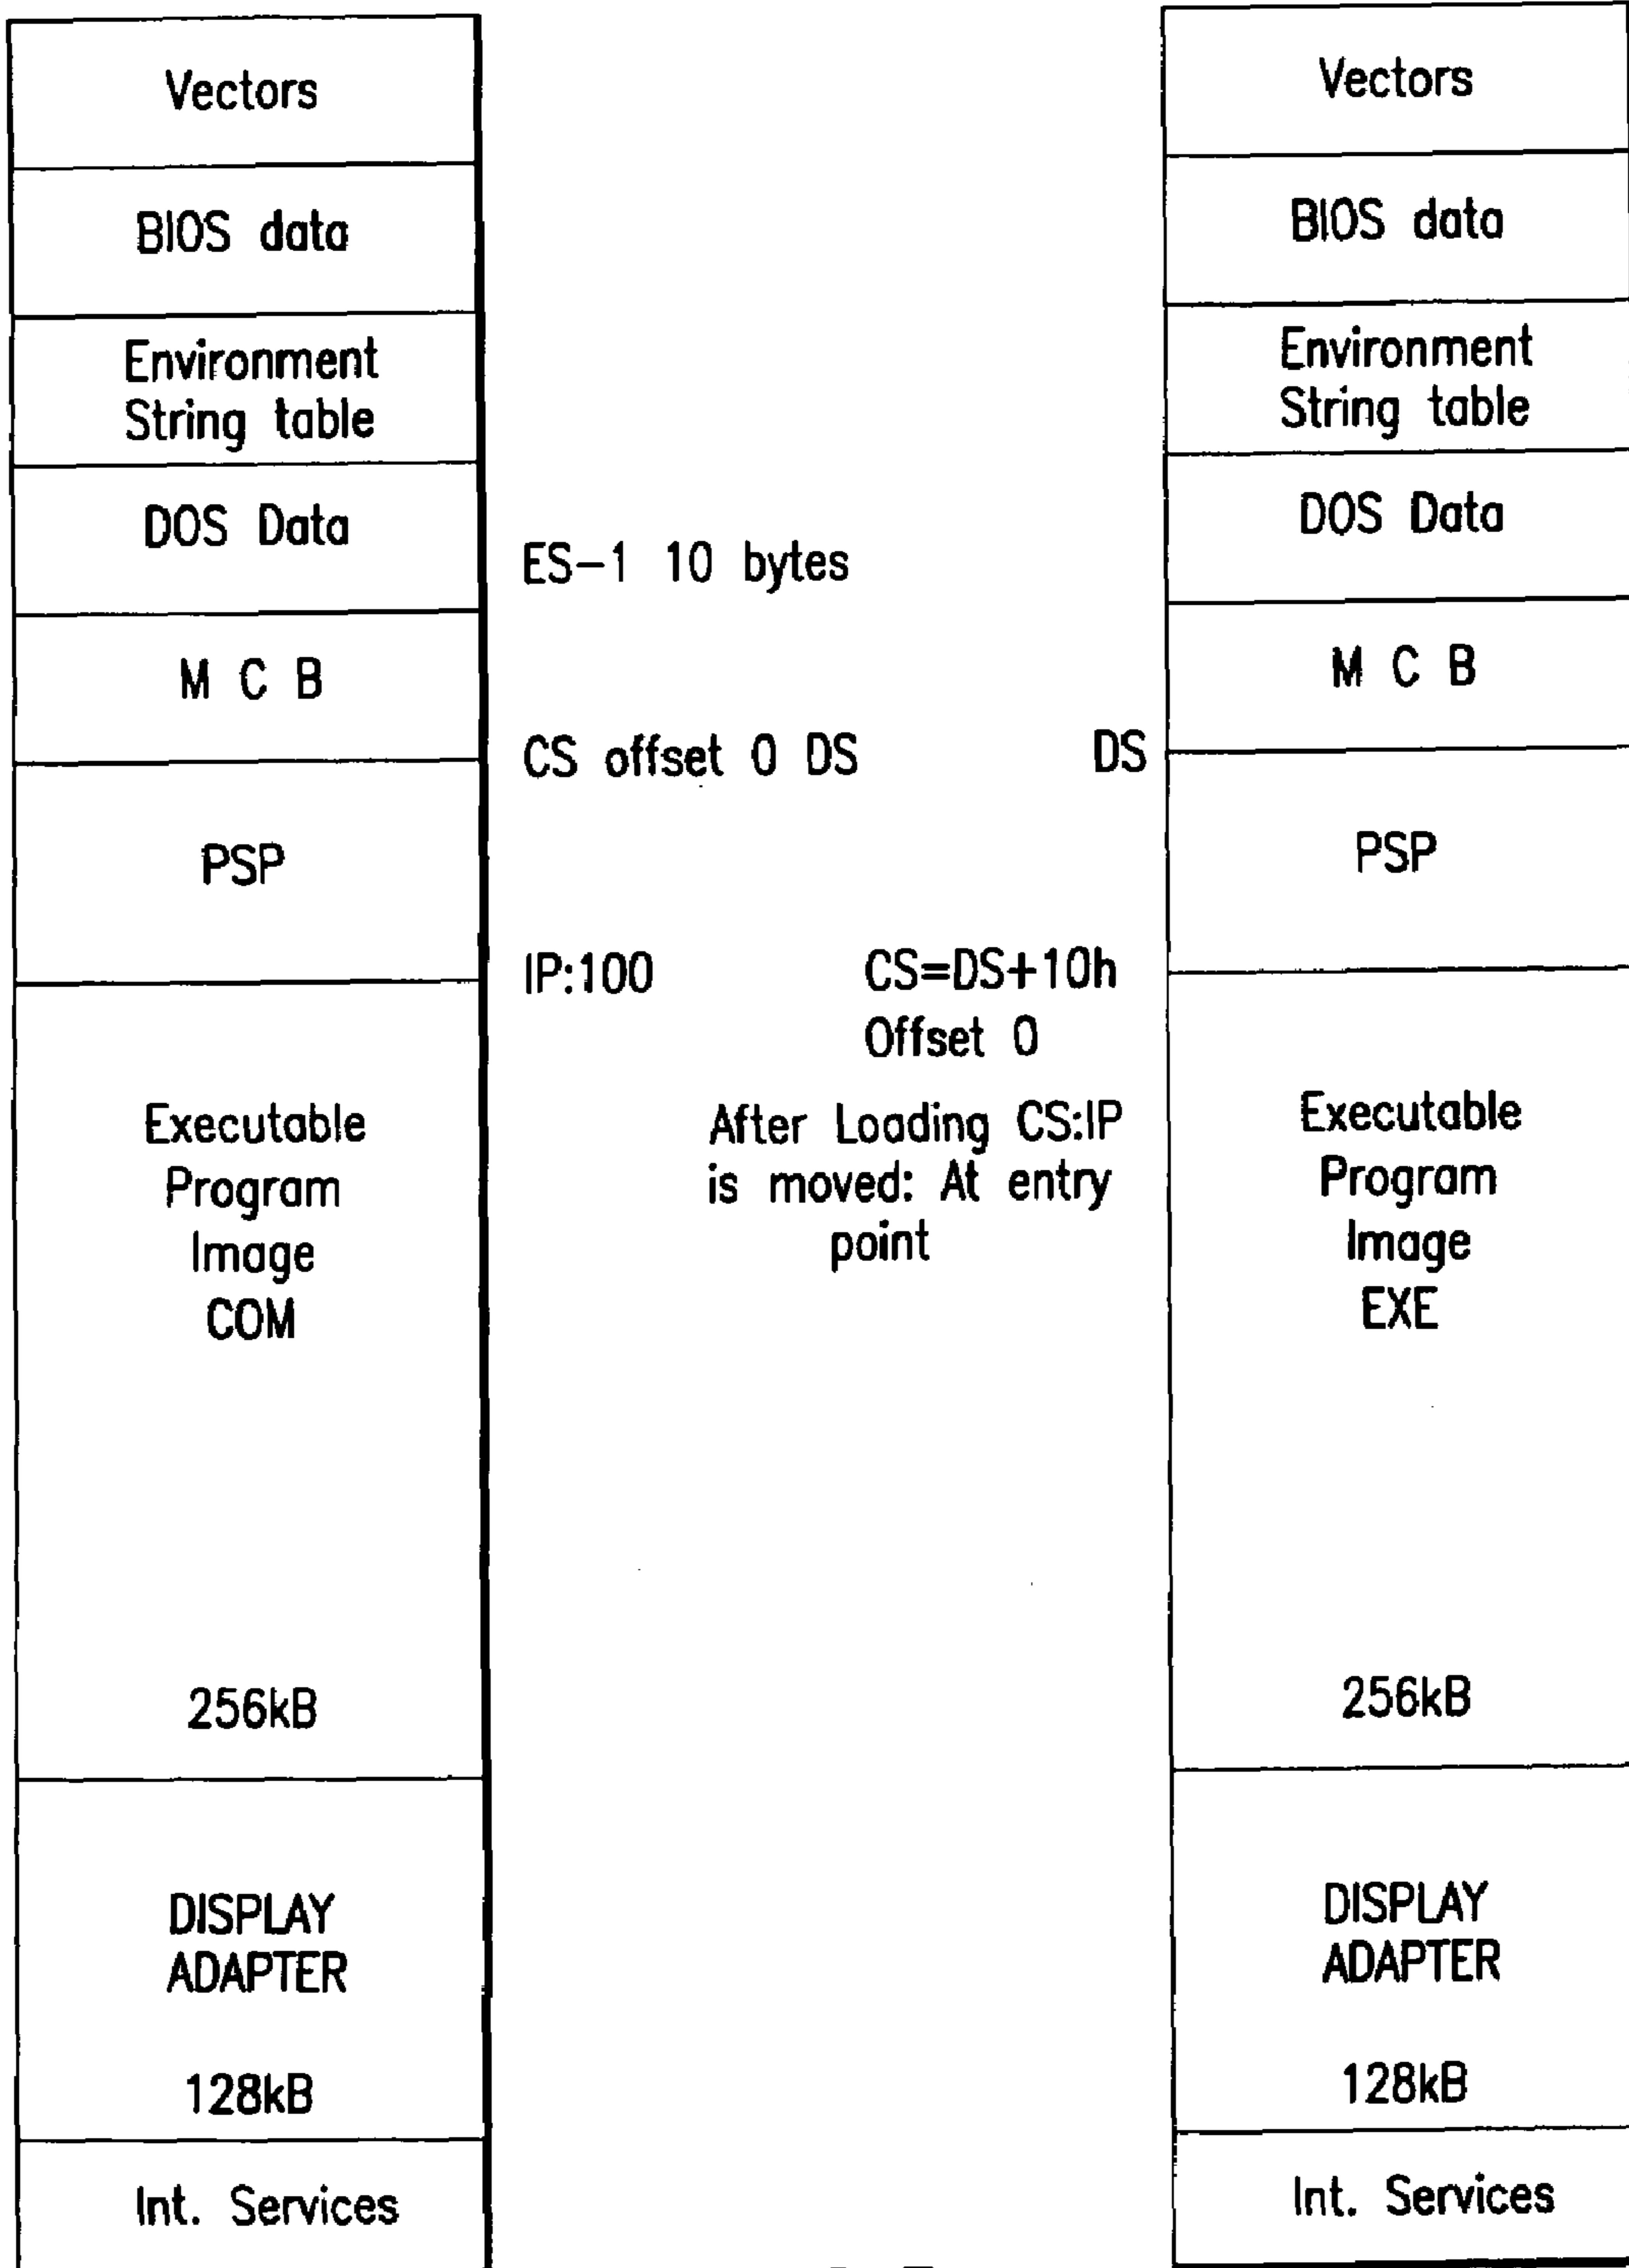 Vectors
BIOS data
Environment
String table
DOS Data
M C B
PSP
Executable
Program
Image
COM
256kB
DISPLAY
ADAPTER
128kB
Int. Services
ES-1 10 bytes
CS offset 0 DS
IP:100
DS
CS=DS+10h
Offset 0
After Loading CS:IP
is moved: At entry
point
Vectors
BIOS data
Environment
String table
DOS Data
M C B
PSP
Executable
Program
Image
EXE
256kB
DISPLAY
ADAPTER
128kB
Int. Services